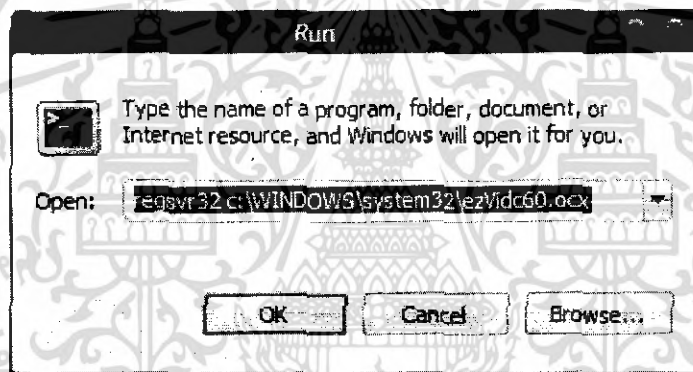 Run
Type the name of a program, folder, document, or
Internet resource, and Windows will open it for you.
Open: regsvr32 c:\WINDOWS\system32\ezVidc60.ocx
OK Cancel Browse...